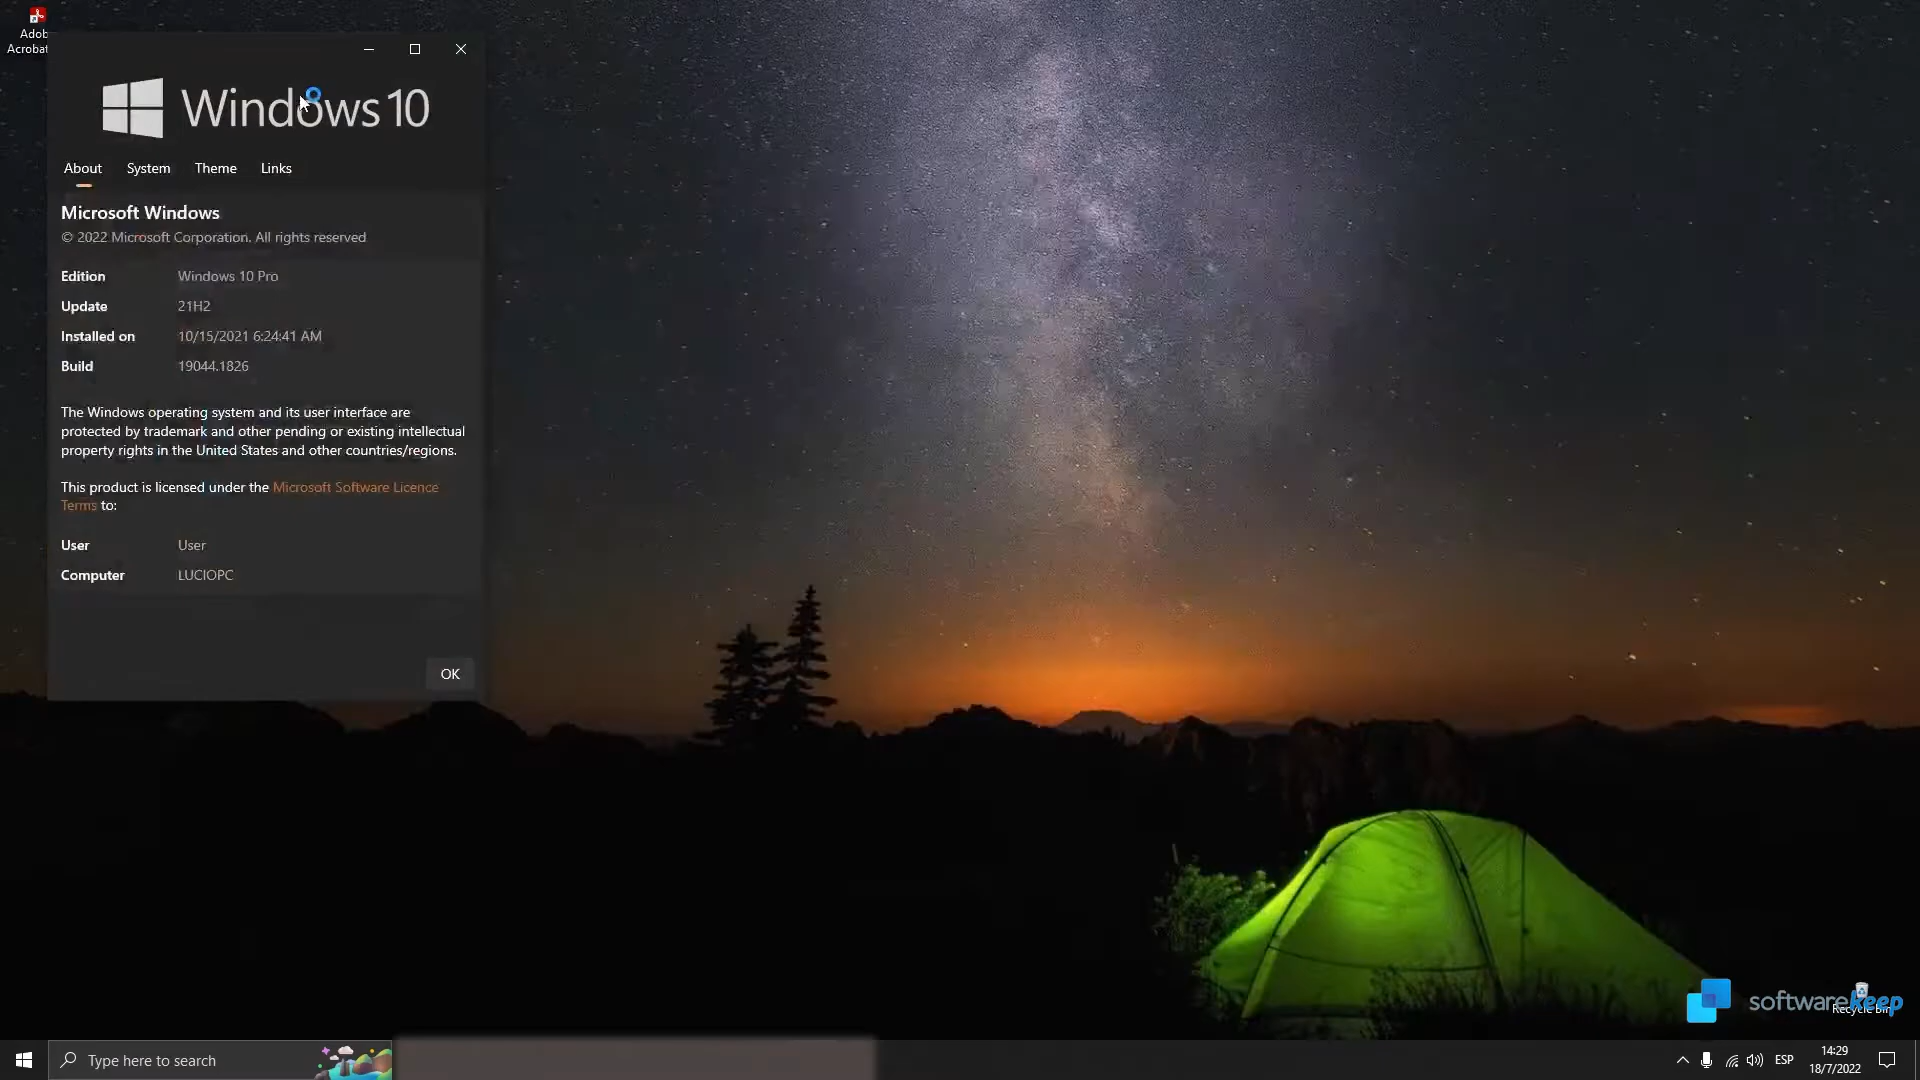 Adob
Acrobat
Windows 10
About System Theme Links
Microsoft Windows
© 2022 Microsoft Corporation. All rights reserved
Edition Windows 10 Pro
Update 21H2
Installed on 10/15/2021 6:24:41 AM
Build 19044.1826
The Windows operating system and its user interface are
protected by trademark and other pending or existing intellectual
property rights in the United States and other countries/regions.
This product is licensed under the Microsoft Software Licence
Terms to:
User User
Computer LUCIOPC
OK
softwarekeep
Recycle Bin
Type here to search
ESP
14:29
18/7/2022